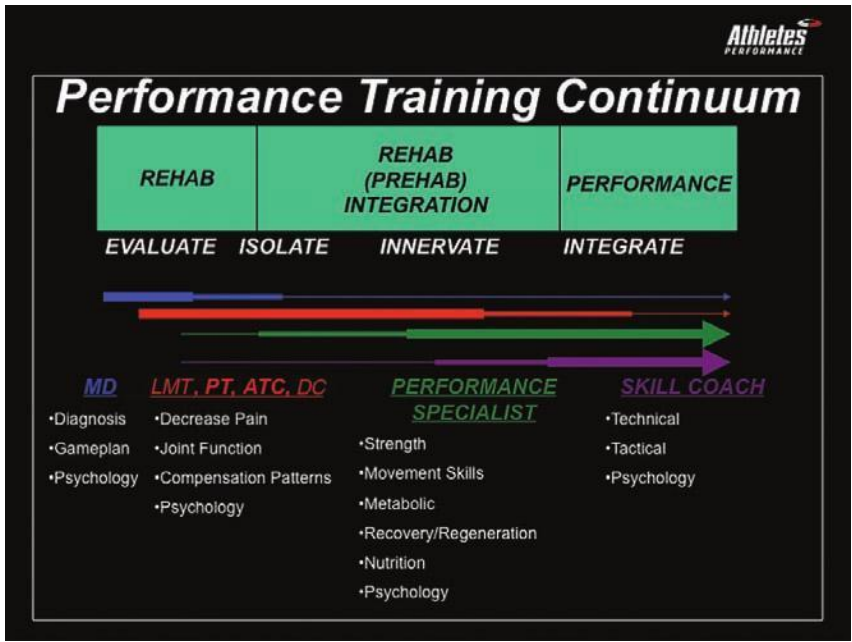 Athletes
PERFORMANCE
Performance Training Continuum
REHAB
REHAB
(PREHAB)
INTEGRATION
PERFORMANCE
EVALUATE ISOLATE INNERVATE INTEGRATE
MD
•Diagnosis
•Gameplan
•Psychology
LMT, PT, ATC, DC
•Decrease Pain
•Joint Function
•Compensation Patterns
•Psychology
PERFORMANCE
SPECIALIST
•Strength
•Movement Skills
•Metabolic
•Recovery/Regeneration
•Nutrition
•Psychology
SKILL COACH
•Technical
•Tactical
•Psychology